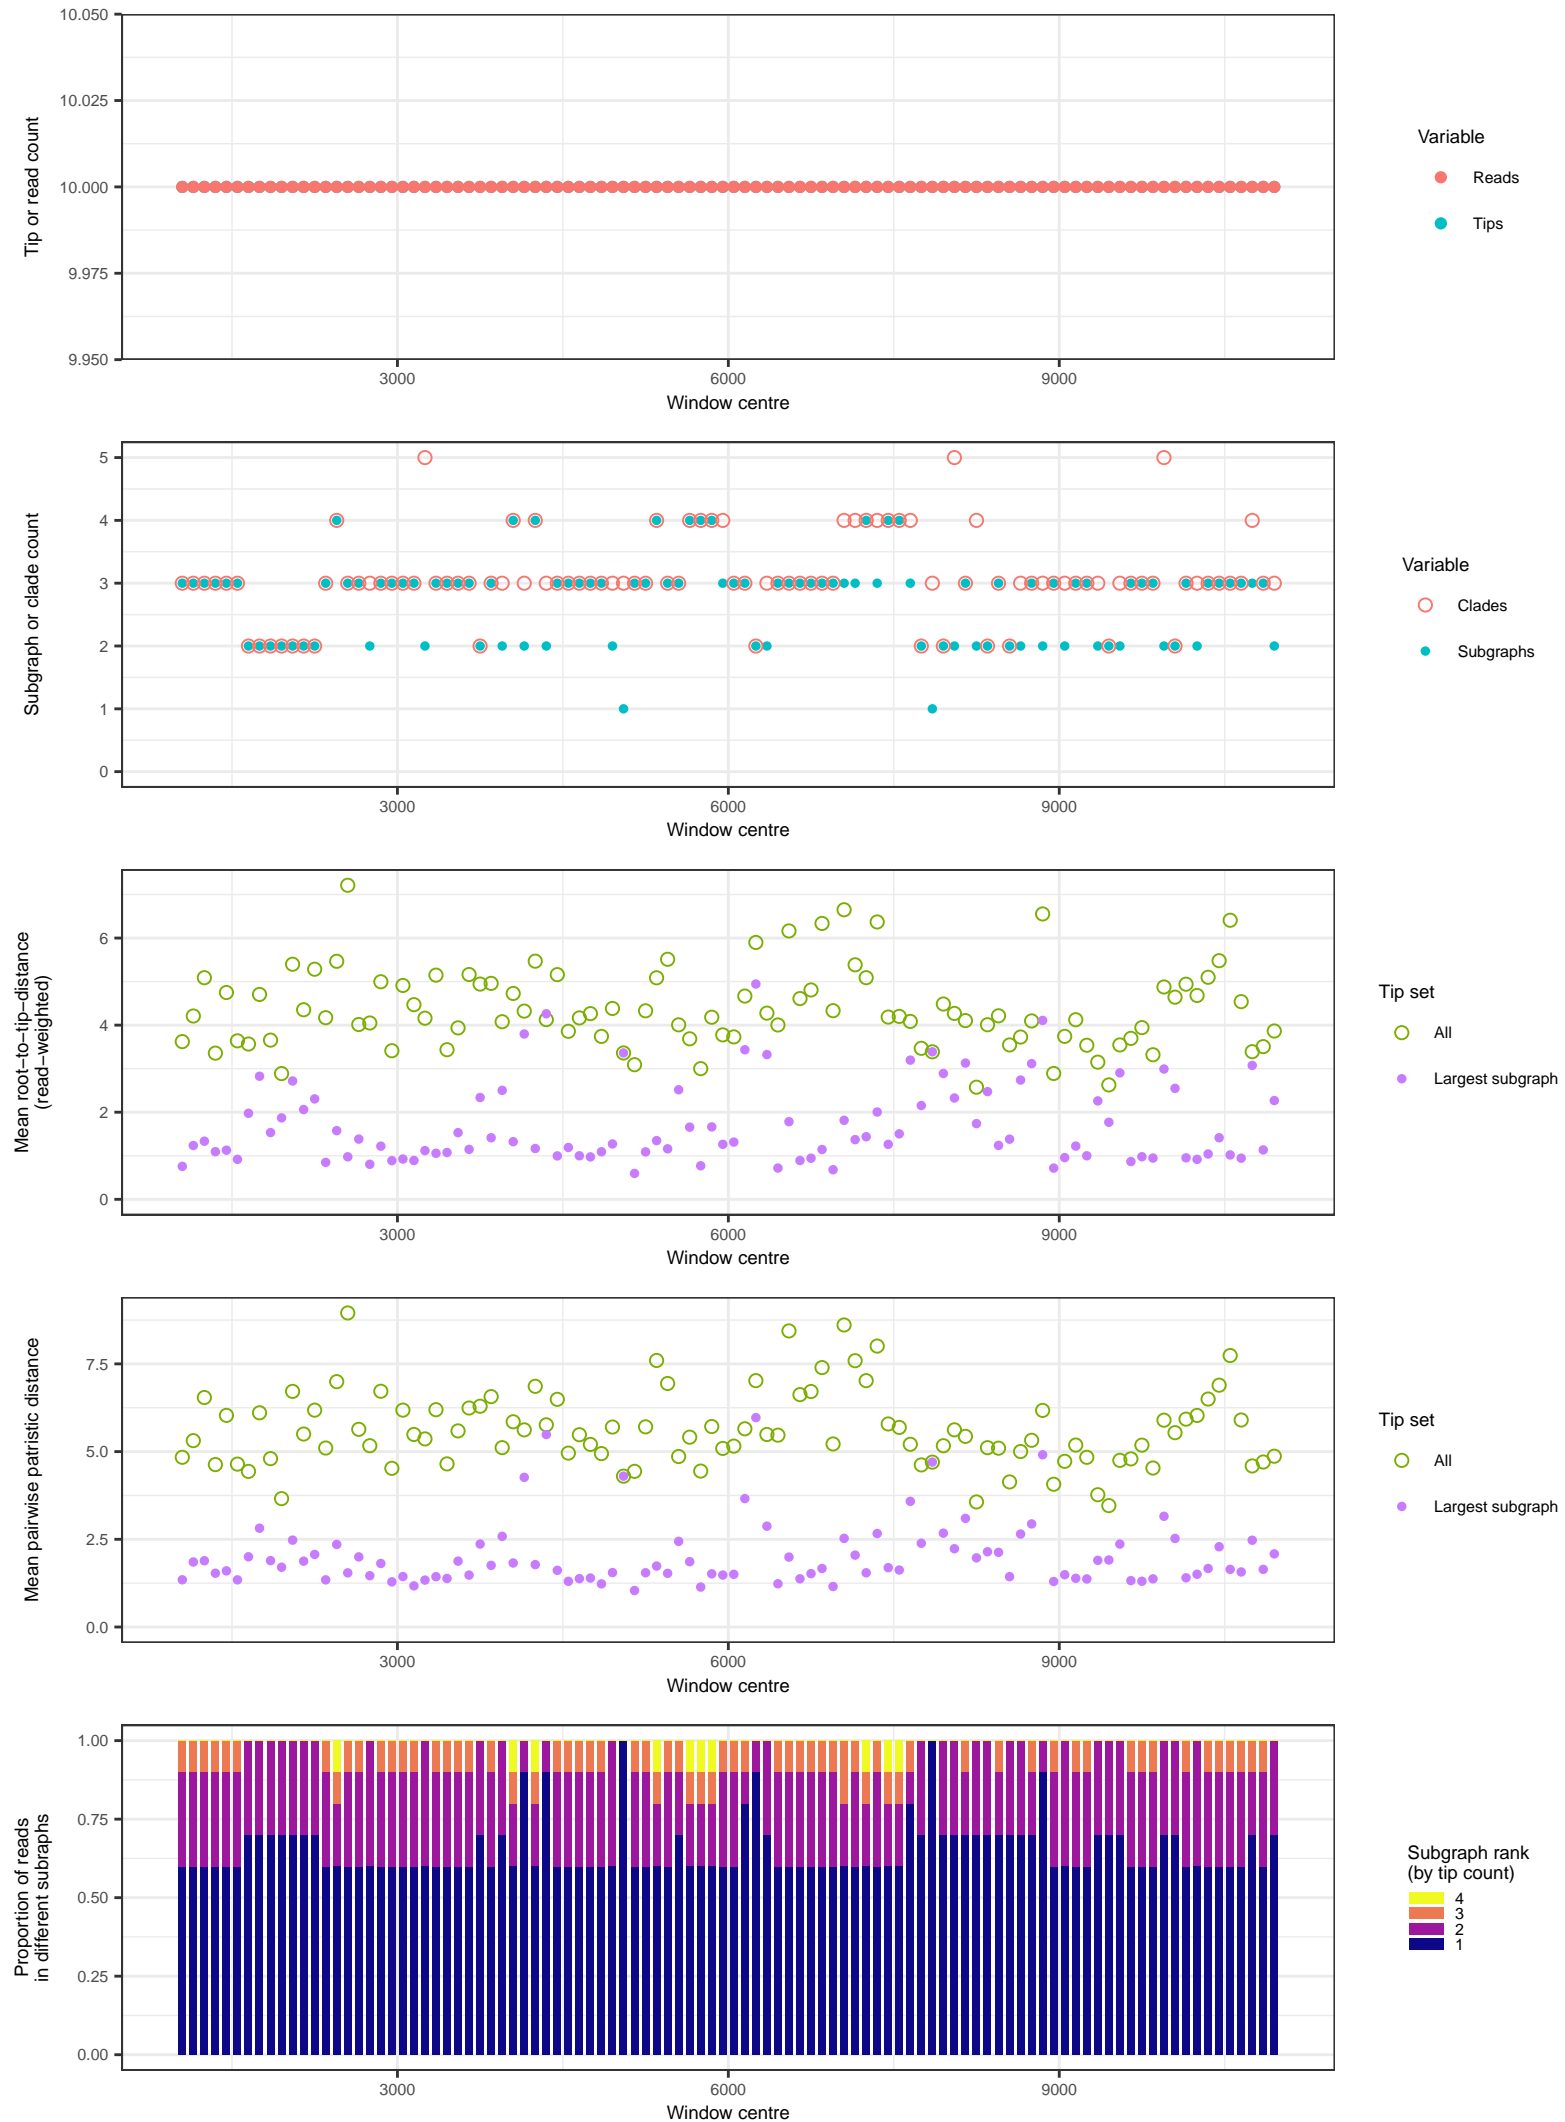 10.050
10.025
10.000
9.975
9.950
Tip or read count
3000 6000 9000
Window centre
Variable
Reads
Tips
5
4
3
2
1
0
Subgraph or clade count
3000 6000 9000
Window centre
Variable
Clades
Subgraphs
6
4
2
0
Mean root−to−tip−distance
(read−weighted)
3000 6000 9000
Window centre
Tip set
All
Largest subgraph
7.5
5.0
2.5
0.0
Mean pairwise patristic distance
3000 6000 9000
Window centre
Tip set
All
Largest subgraph
1.00
0.75
0.50
0.25
0.00
Proportion of reads
in different subraphs
3000 6000 9000
Window centre
Subgraph rank
(by tip count)
4
3
2
1